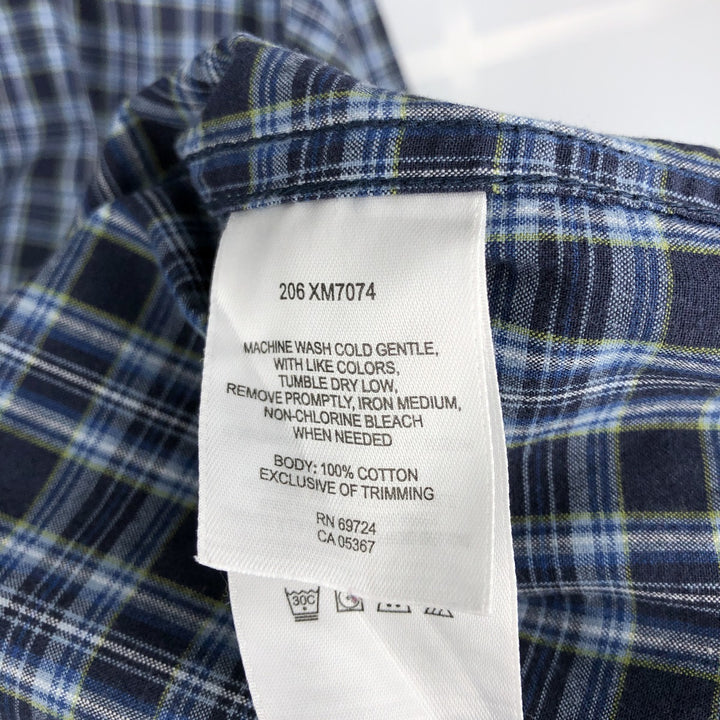 206 XM7074
MACHINE WASH COLD GENTLE,
WITH LIKE COLORS,
TUMBLE DRY LOW,
REMOVE PROMPTLY, IRON MEDIUM,
NON-CHLORINE BLEACH
WHEN NEEDED
BODY: 100% COTTON
EXCLUSIVE OF TRIMMING
RN 69724
CA 05367
30C